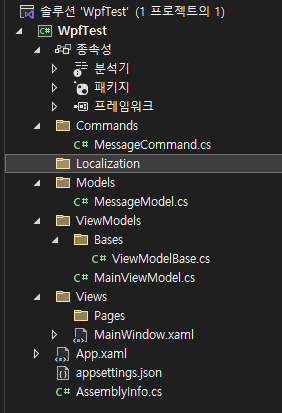 솔루션 'WpfTest' (1 프로젝트의 1)
WpfTest
종속성
분석기
패키지
프레임워크
Commands
C# MessageCommand.cs
Localization
Models
C# MessageModel.cs
ViewModels
Bases
C# ViewModelBase.cs
C# MainViewModel.cs
Views
Pages
MainWindow.xaml
App.xaml
appsettings.json
C# AssemblyInfo.cs